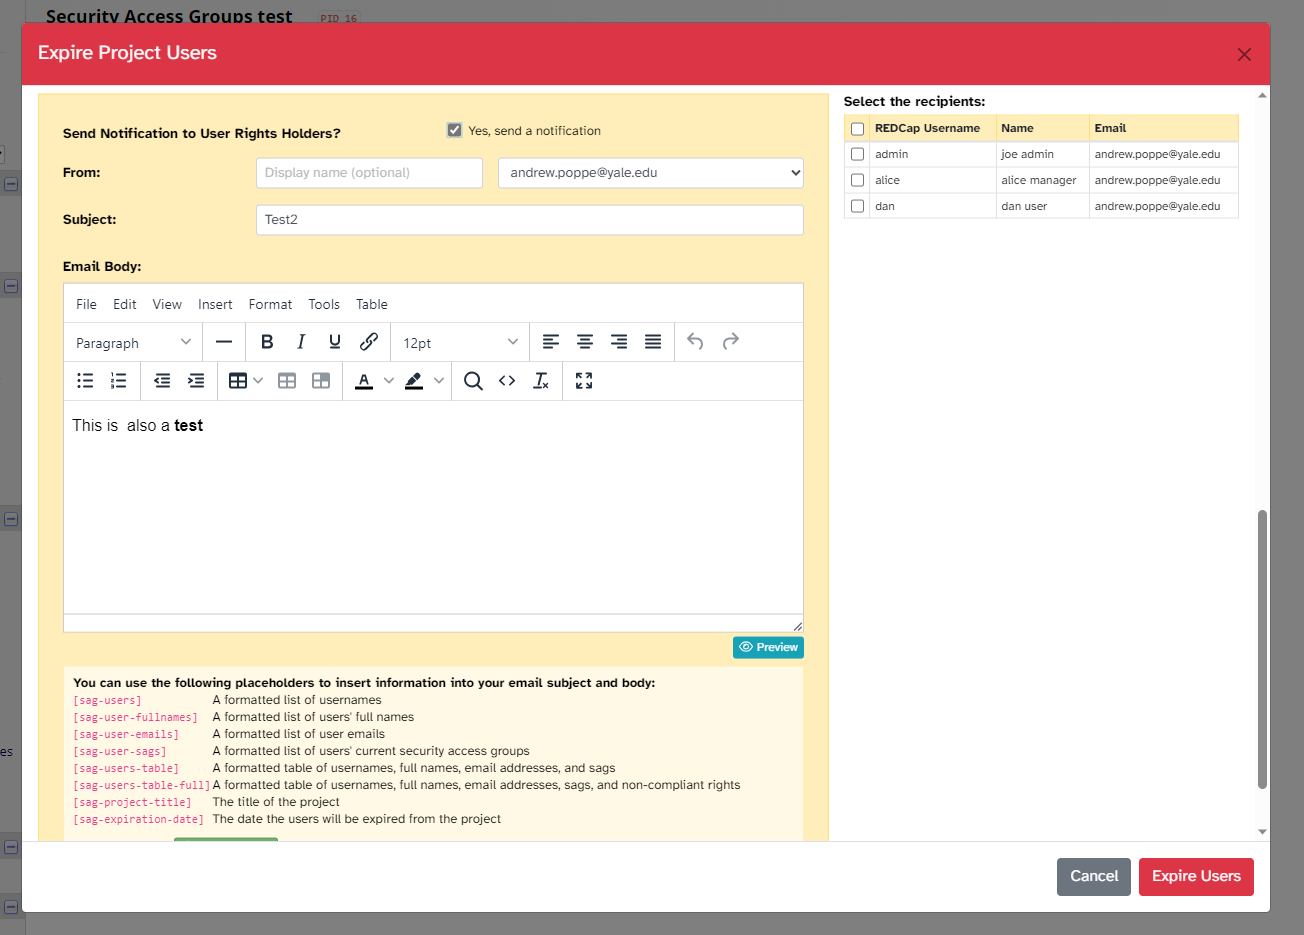 Security Access Groups test PID 16
Expire Project Users
Send Notification to User Rights Holders?
Yes, send a notification
From:
Display name (optional)
andrew.poppe@yale.edu
Subject:
Test2
Email Body:
File Edit View Insert Format Tools Table
Paragraph
B I U
12pt
A
This is  also a test
Preview
You can use the following placeholders to insert information into your email subject and body:
[sag-users] A formatted list of usernames
[sag-user-fullnames] A formatted list of users' full names
[sag-user-emails] A formatted list of user emails
[sag-user-sags] A formatted list of users' current security access groups
[sag-users-table] A formatted table of usernames, full names, email addresses, and sags
[sag-users-table-full] A formatted table of usernames, full names, email addresses, sags, and non-compliant rights
[sag-project-title] The title of the project
[sag-expiration-date] The date the users will be expired from the project
Select the recipients:
REDCap Username Name Email
admin joe admin andrew.poppe@yale.edu
alice alice manager andrew.poppe@yale.edu
dan dan user andrew.poppe@yale.edu
es
Cancel
Expire Users